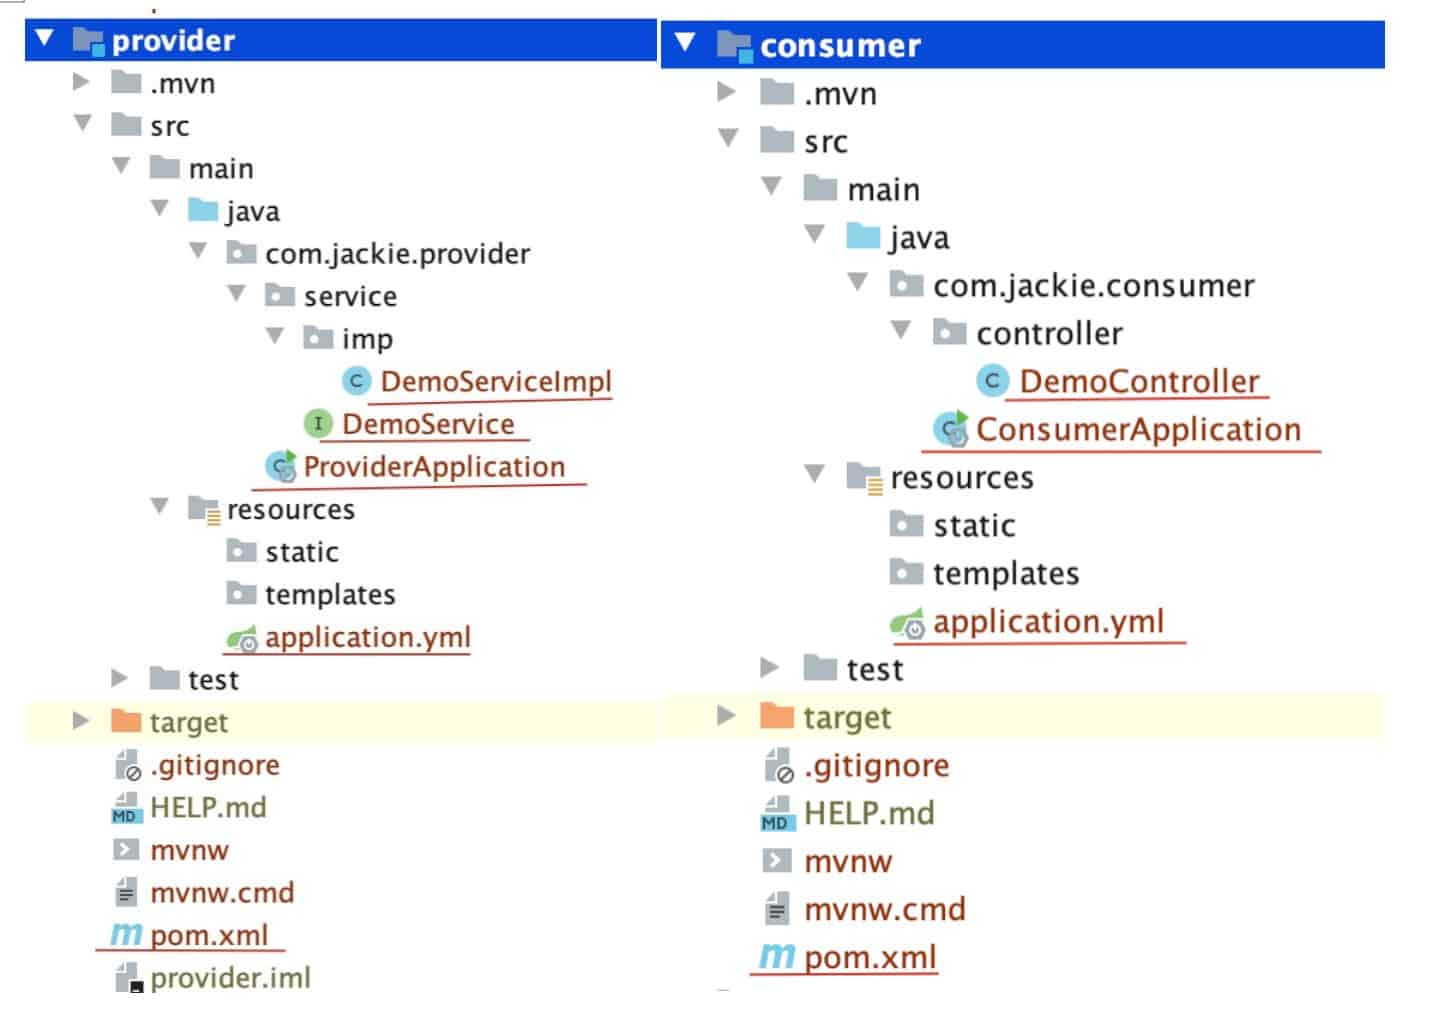 provider
.mvn
src
main
java
com.jackie.provider
service
imp
C DemoServiceImpl
I DemoService
C ProviderApplication
resources
static
templates
application.yml
test
target
.gitignore
MD HELP.md
mvnw
mvnw.cmd
m pom.xml
provider.iml
consumer
.mvn
src
main
java
com.jackie.consumer
controller
C DemoController
C ConsumerApplication
resources
static
templates
application.yml
test
target
.gitignore
MD HELP.md
mvnw
mvnw.cmd
m pom.xml